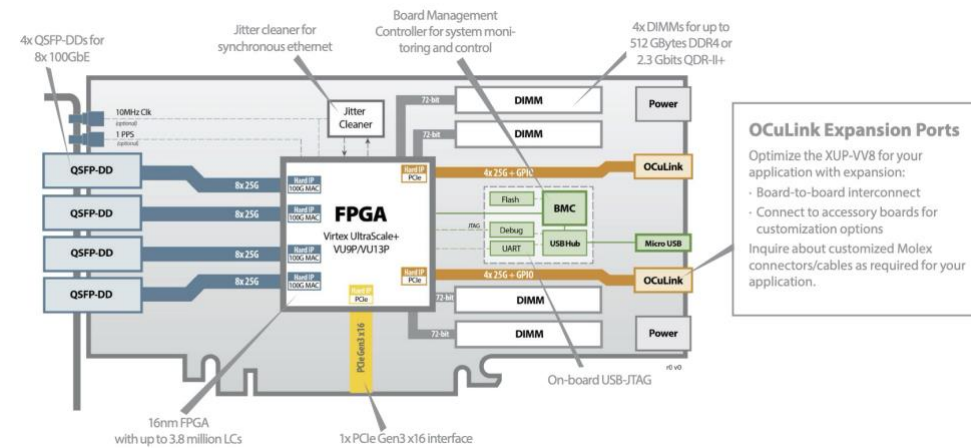 4x QSFP-DDs for
8x 100GbE
Jitter cleaner for
synchronous ethernet
Board Management
Controller for system moni-
toring and control
4x DIMMs for up to
512 GBytes DDR4 or
2.3 Gbits QDR-II+
10MHz Clk
(optional)
1 PPS
(optional)
Jitter
Cleaner
72-bit
DIMM
Power
72-bit
DIMM
QSFP-DD
8x 25G
Hard IP
100G MAC
Hard IP
PCIe
4x 25G + GPIO
OCuLink
QSFP-DD
8x 25G
Hard IP
100G MAC
FPGA
Virtex UltraScale+
VU9P/VU13P
Flash
BMC
JTAG
Debug
UART
USB Hub
Micro USB
QSFP-DD
8x 25G
Hard IP
100G MAC
QSFP-DD
8x 25G
Hard IP
100G MAC
Hard IP
PCIe
4x 25G + GPIO
OCuLink
Hard IP
PCIe
72-bit
DIMM
72-bit
DIMM
Power
PCIe Gen3 x16
r0 v0
On-board USB-JTAG
16nm FPGA
with up to 3.8 million LCs
1x PCIe Gen3 x16 interface
OCuLink Expansion Ports
Optimize the XUP-VV8 for your
application with expansion:
· Board-to-board interconnect
· Connect to accessory boards for
customization options
Inquire about customized Molex
connectors/cables as required for your
application.